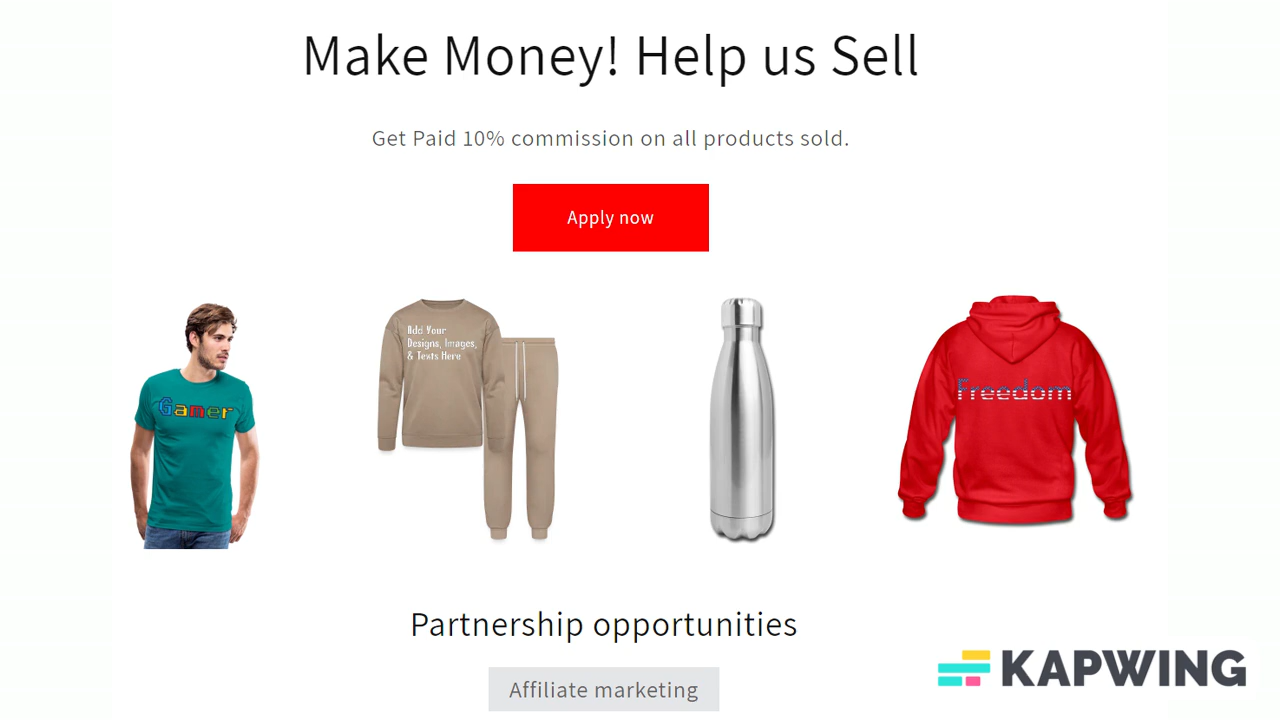 Make Money! Help us Sell
Get Paid 10% commission on all products sold.
Apply now
Gamer
Add Your
Designs, Images,
& Texts Here
Freedom
Partnership opportunities
Affiliate marketing
KAPWING